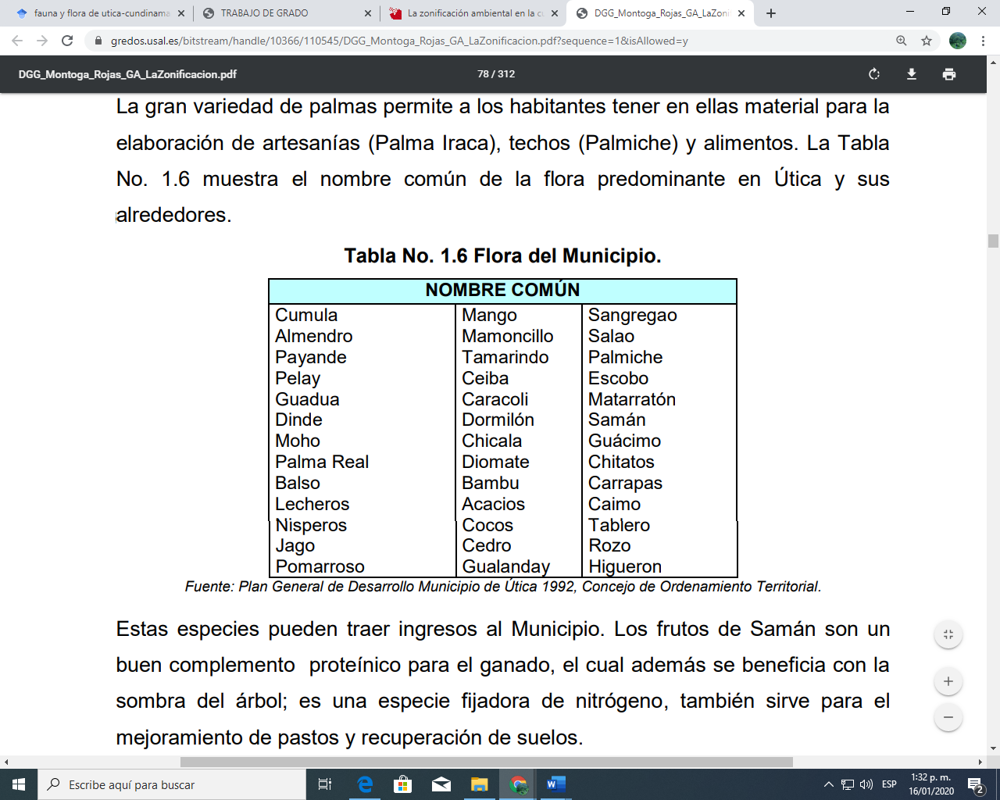 fauna y flora de utica-cundinama
TRABAJO DE GRADO
La zonificación ambiental en la c
DGG_Montoga_Rojas_GA_LaZoni
gredos.usal.es/bitstream/handle/10366/110545/DGG_Montoga_Rojas_GA_LaZonificacion.pdf?sequence=1&isAllowed=y
DGG_Montoga_Rojas_GA_LaZonificacion.pdf
78 / 312
La gran variedad de palmas permite a los habitantes tener en ellas material para la
elaboración de artesanías (Palma Iraca), techos (Palmiche) y alimentos. La Tabla
No. 1.6 muestra el nombre común de la flora predominante en Útica y sus
alrededores.
Tabla No. 1.6 Flora del Municipio.
NOMBRE COMÚN
Cumula Mango Sangregao
Almendro Mamoncillo Salao
Payande Tamarindo Palmiche
Pelay Ceiba Escobo
Guadua Caracoli Matarratón
Dinde Dormilón Samán
Moho Chicala Guácimo
Palma Real Diomate Chitatos
Balso Bambu Carrapas
Lecheros Acacios Caimo
Nisperos Cocos Tablero
Jago Cedro Rozo
Pomarroso Gualanday Higueron
Fuente: Plan General de Desarrollo Municipio de Útica 1992, Concejo de Ordenamiento Territorial.
Estas especies pueden traer ingresos al Municipio. Los frutos de Samán son un
buen complemento proteínico para el ganado, el cual además se beneficia con la
sombra del árbol; es una especie fijadora de nitrógeno, también sirve para el
mejoramiento de pastos y recuperación de suelos.
Escribe aquí para buscar
ESP
1:32 p. m.
16/01/2020
2